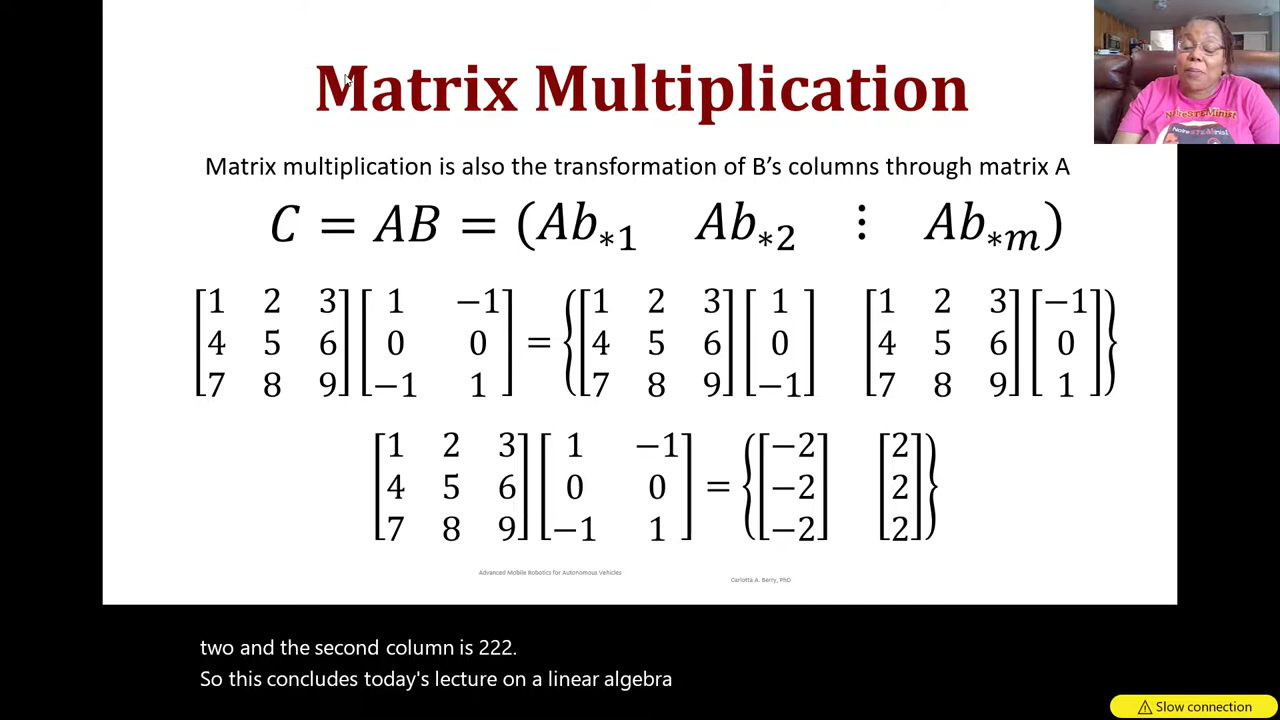 Matrix Multiplication
Matrix multiplication is also the transformation of B's columns through matrix A
C = AB = (Ab∗1 Ab∗2 ⋮ Ab∗m)
[1 2 3] [1 −1] = {[1 2 3] [1] [1 2 3] [−1]}
[4 5 6] [0 0] {[4 5 6] [0] [4 5 6] [0]}
[7 8 9] [−1 1] {[7 8 9] [−1] [7 8 9] [1]}
[1 2 3] [1 −1] = {[−2] [2]}
[4 5 6] [0 0] {[−2] [2]}
[7 8 9] [−1 1] {[−2] [2]}
Advanced Mobile Robotics for Autonomous Vehicles
Carlotta A. Berry, PhD
two and the second column is 222.
So this concludes today's lecture on a linear algebra
Slow connection